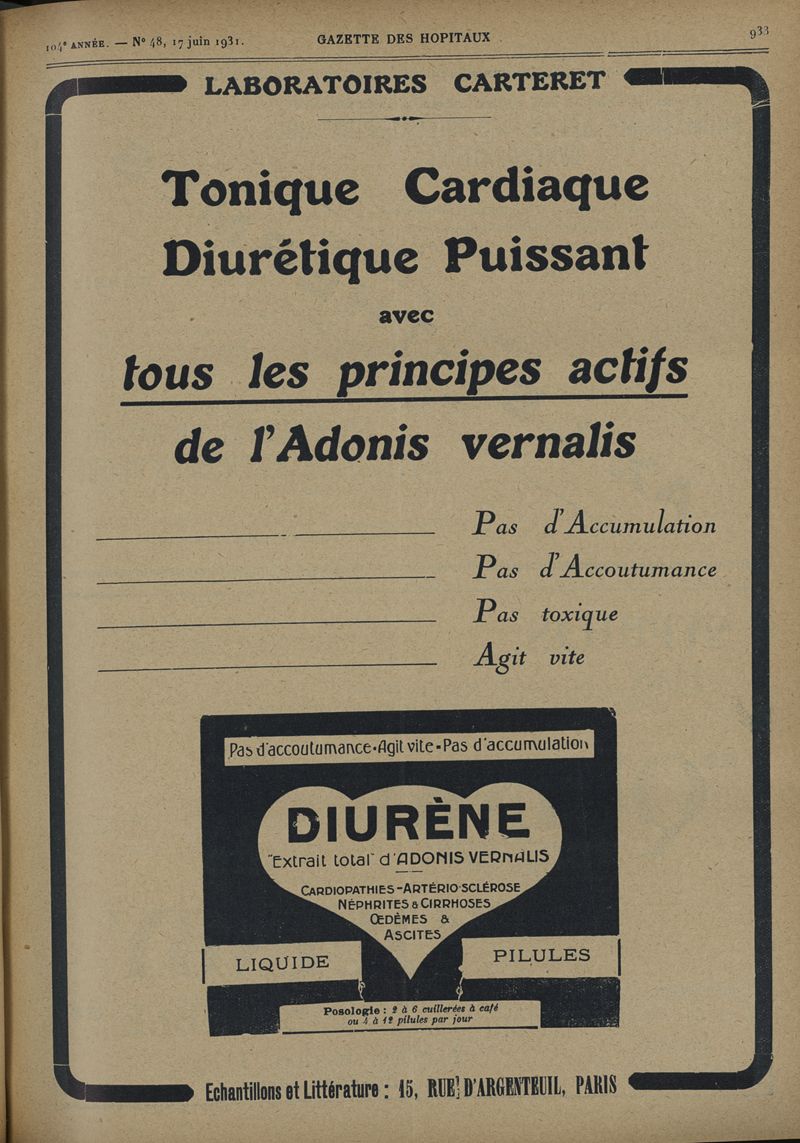 104e ANNÉE. — N° 48, 17 juin 1931.
GAZETTE DES HOPITAUX
933
LABORATOIRES CARTERET
Tonique Cardiaque
Diurétique Puissant
avec
tous les principes actifs
de l'Adonis vernalis
Pas d'Accumulation
Pas d'Accoutumance
Pas toxique
Agit vite
Pas d'accoutumance-Agit vite-Pas d'accumulation
DIURÈNE
"Extrait total" d'ADONIS VERNALIS
CARDIOPATHIES-ARTÉRIO-SCLÉROSE
NÉPHRITES & CIRRHOSES
ŒDÈMES &
ASCITES
LIQUIDE
PILULES
Posologie : 2 à 6 cuillerées à café
ou 4 à 12 pilules par jour
Echantillons et Littérature : 15, RUE D'ARGENTEUIL, PARIS